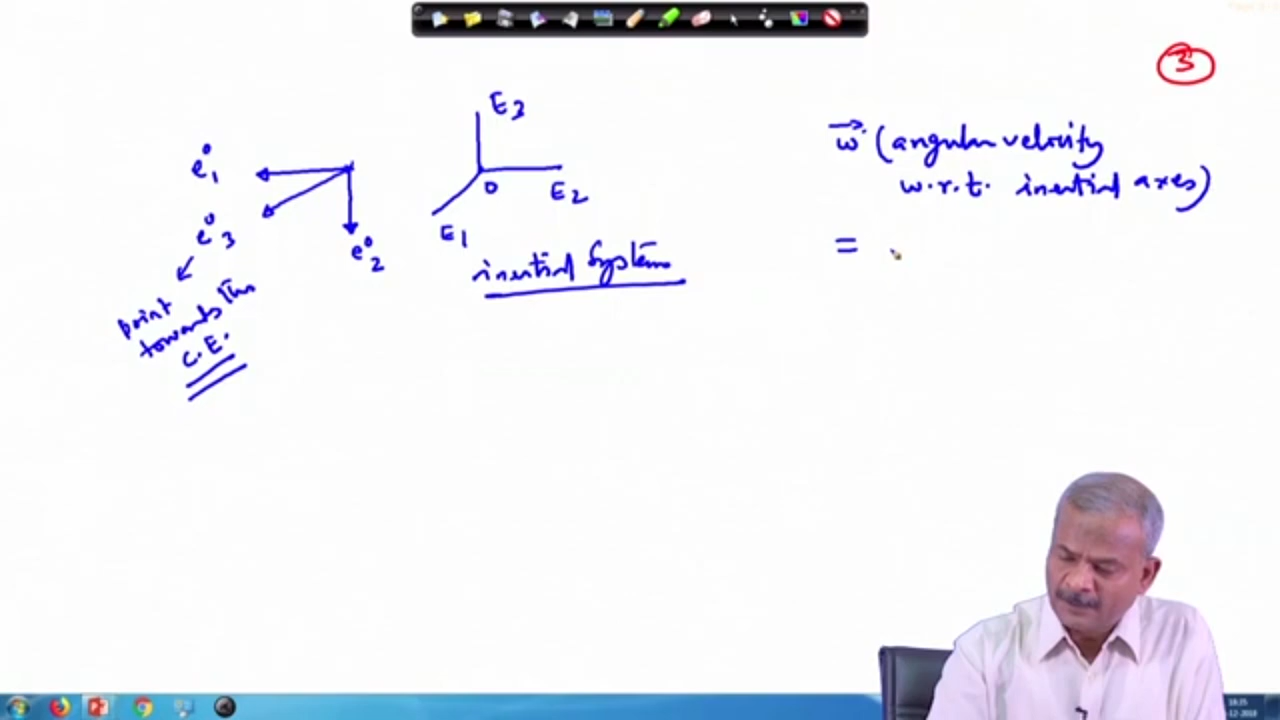 3
E3
e°1
O
E2
e°3
E1
e°2
inertial System
point
towards the
C.E.
ω⃗ (angular velocity
w.r.t. inertial axes)
=